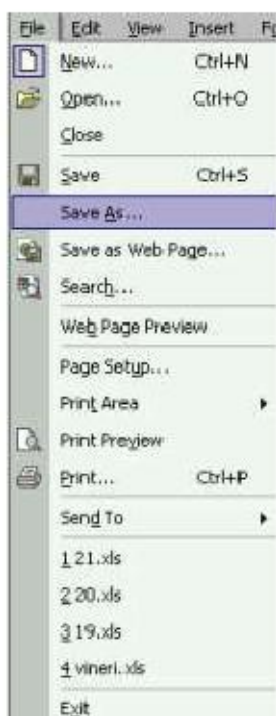 File Edit View Insert
New... Ctrl+N
Open... Ctrl+O
Close
Save Ctrl+S
Save As...
Save as Web Page...
Search...
Web Page Preview
Page Setup...
Print Area
Print Preview
Print... Ctrl+P
Send To
1 21.xls
2 20.xls
3 19.xls
4 vineri.xls
Exit